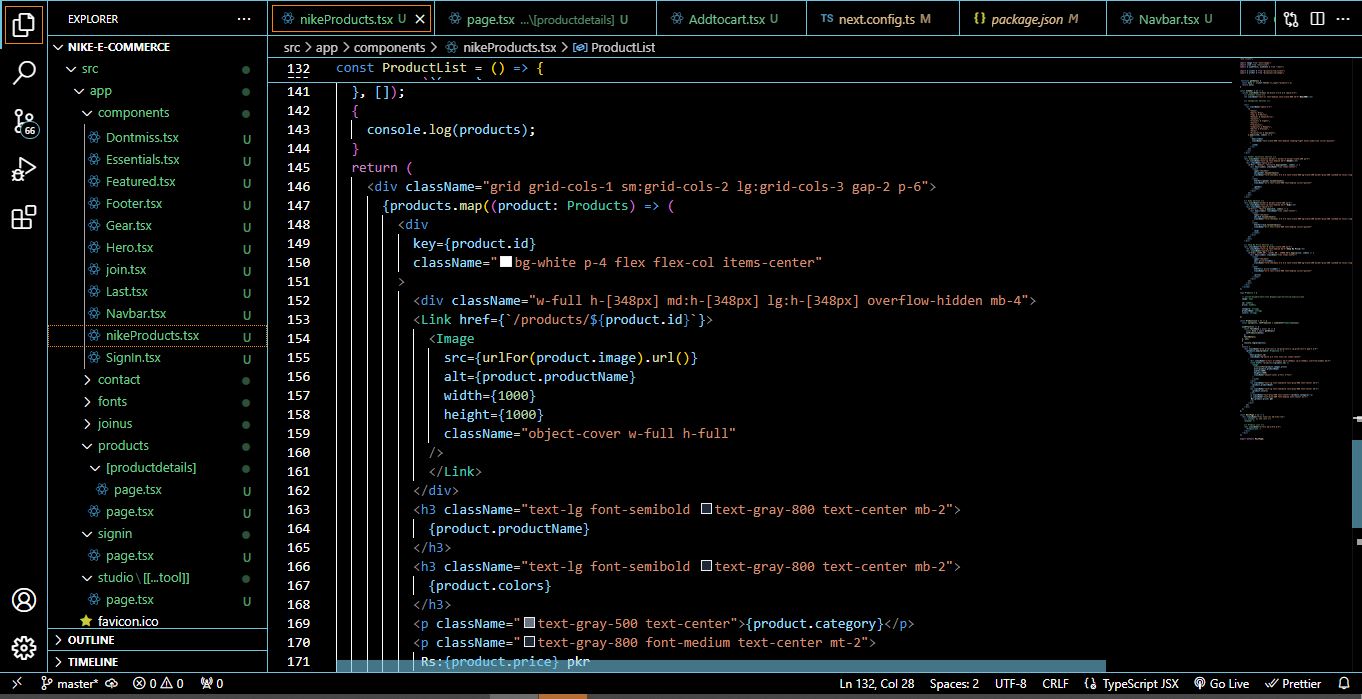 EXPLORER ···
nikeProducts.tsx U
page.tsx ...\[productdetails] U
Addtocart.tsx U
TS next.config.ts M
{} package.json M
Navbar.tsx U
NIKE-E-COMMERCE
src
app
components
Dontmiss.tsx U
Essentials.tsx U
Featured.tsx U
Footer.tsx U
Gear.tsx U
Hero.tsx U
join.tsx U
Last.tsx U
Navbar.tsx U
nikeProducts.tsx U
SignIn.tsx U
contact
fonts
joinus
products
[productdetails]
page.tsx U
page.tsx U
signin
page.tsx U
studio\[[...tool]]
page.tsx U
favicon.ico
OUTLINE
TIMELINE
66
src > app > components > nikeProducts.tsx > ProductList
132 const ProductList = () => {
141 }, []);
142 {
143 console.log(products);
144 }
145 return (
146 <div className="grid grid-cols-1 sm:grid-cols-2 lg:grid-cols-3 gap-2 p-6">
147 {products.map((product: Products) => (
148 <div
149 key={product.id}
150 className="bg-white p-4 flex flex-col items-center"
151 >
152 <div className="w-full h-[348px] md:h-[348px] lg:h-[348px] overflow-hidden mb-4">
153 <Link href={`/products/${product.id}`}>
154 <Image
155 src={urlFor(product.image).url()}
156 alt={product.productName}
157 width={1000}
158 height={1000}
159 className="object-cover w-full h-full"
160 />
161 </Link>
162 </div>
163 <h3 className="text-lg font-semibold text-gray-800 text-center mb-2">
164 {product.productName}
165 </h3>
166 <h3 className="text-lg font-semibold text-gray-800 text-center mb-2">
167 {product.colors}
168 </h3>
169 <p className="text-gray-500 text-center">{product.category}</p>
170 <p className="text-gray-800 font-medium text-center mt-2">
171 Rs:{product.price} pkr
master* 0 0 0 Ln 132, Col 28 Spaces: 2 UTF-8 CRLF {} TypeScript JSX Go Live Prettier